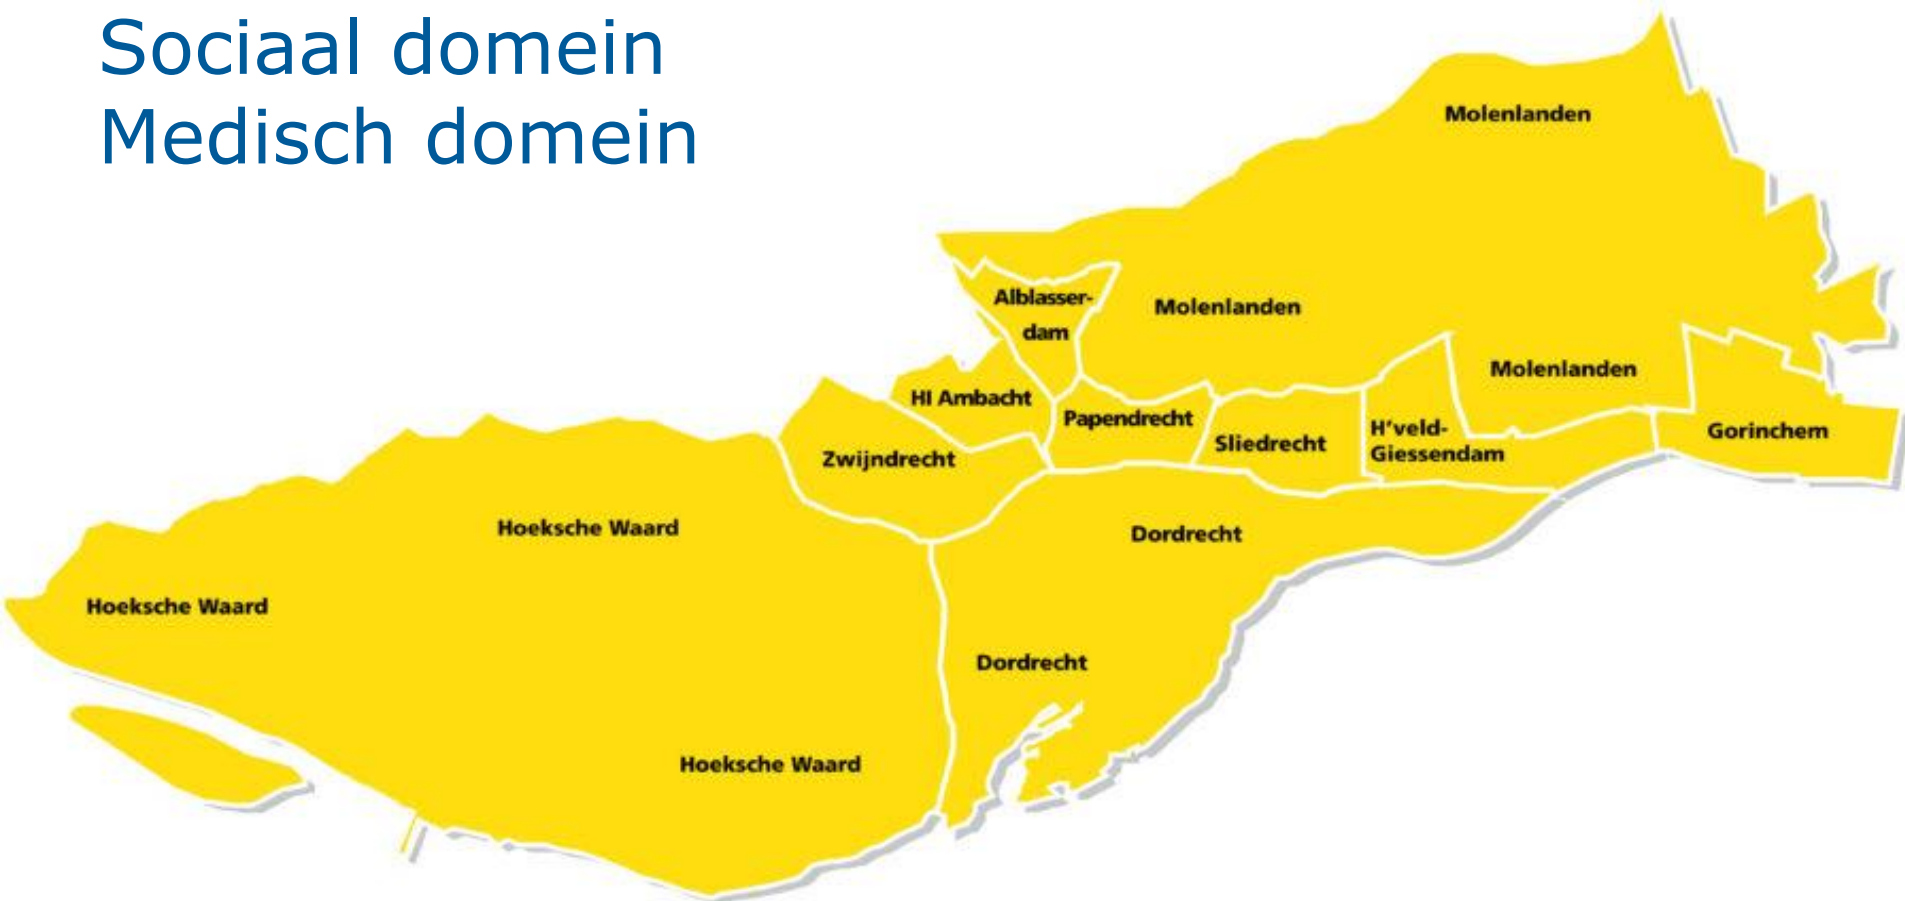 Sociaal domein
Medisch domein
Molenlanden
Alblasser-
dam
Molenlanden
Molenlanden
HI Ambacht
Papendrecht
Sliedrecht
H'veld-
Giessendam
Gorinchem
Zwijndrecht
Hoeksche Waard
Dordrecht
Hoeksche Waard
Dordrecht
Hoeksche Waard